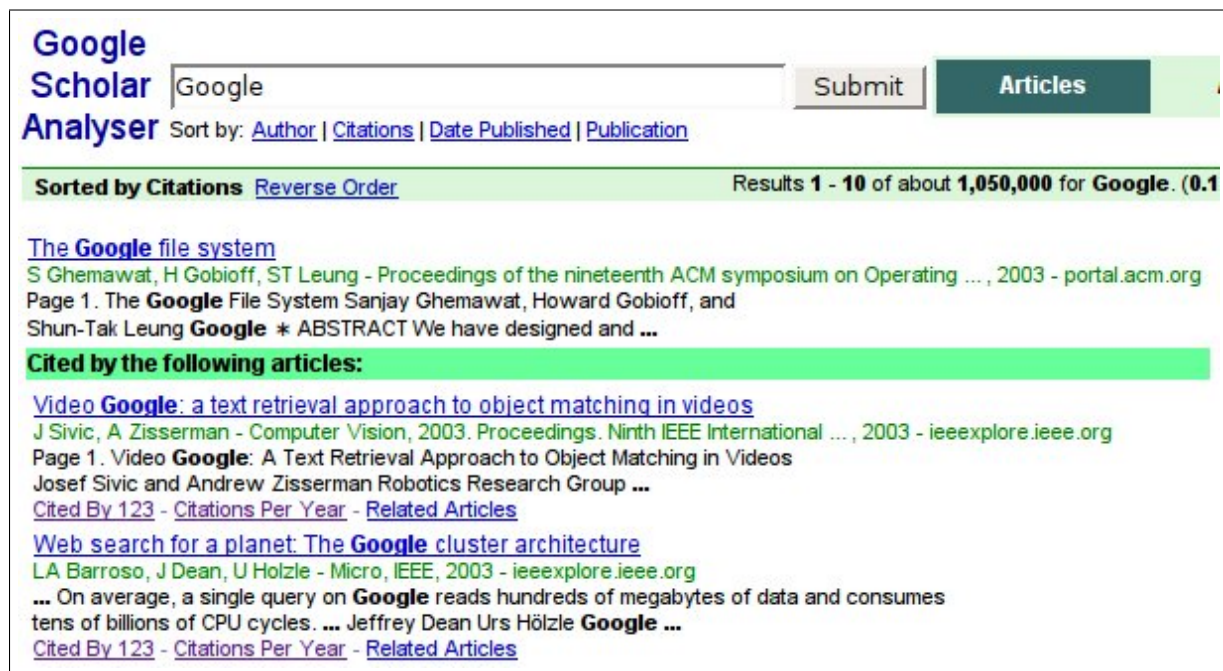 Google
Scholar
Analyser
Google
Submit
Articles
Sort by: Author | Citations | Date Published | Publication
Sorted by Citations Reverse Order
Results 1 - 10 of about 1,050,000 for Google. (0.1
The Google file system
S Ghemawat, H Gobioff, ST Leung - Proceedings of the nineteenth ACM symposium on Operating ... , 2003 - portal.acm.org
Page 1. The Google File System Sanjay Ghemawat, Howard Gobioff, and
Shun-Tak Leung Google ∗ ABSTRACT We have designed and ...
Cited by the following articles:
Video Google: a text retrieval approach to object matching in videos
J Sivic, A Zisserman - Computer Vision, 2003. Proceedings. Ninth IEEE International ... , 2003 - ieeexplore.ieee.org
Page 1. Video Google: A Text Retrieval Approach to Object Matching in Videos
Josef Sivic and Andrew Zisserman Robotics Research Group ...
Cited By 123 - Citations Per Year - Related Articles
Web search for a planet: The Google cluster architecture
LA Barroso, J Dean, U Holzle - Micro, IEEE, 2003 - ieeexplore.ieee.org
... On average, a single query on Google reads hundreds of megabytes of data and consumes
tens of billions of CPU cycles. ... Jeffrey Dean Urs Hölzle Google ...
Cited By 123 - Citations Per Year - Related Articles